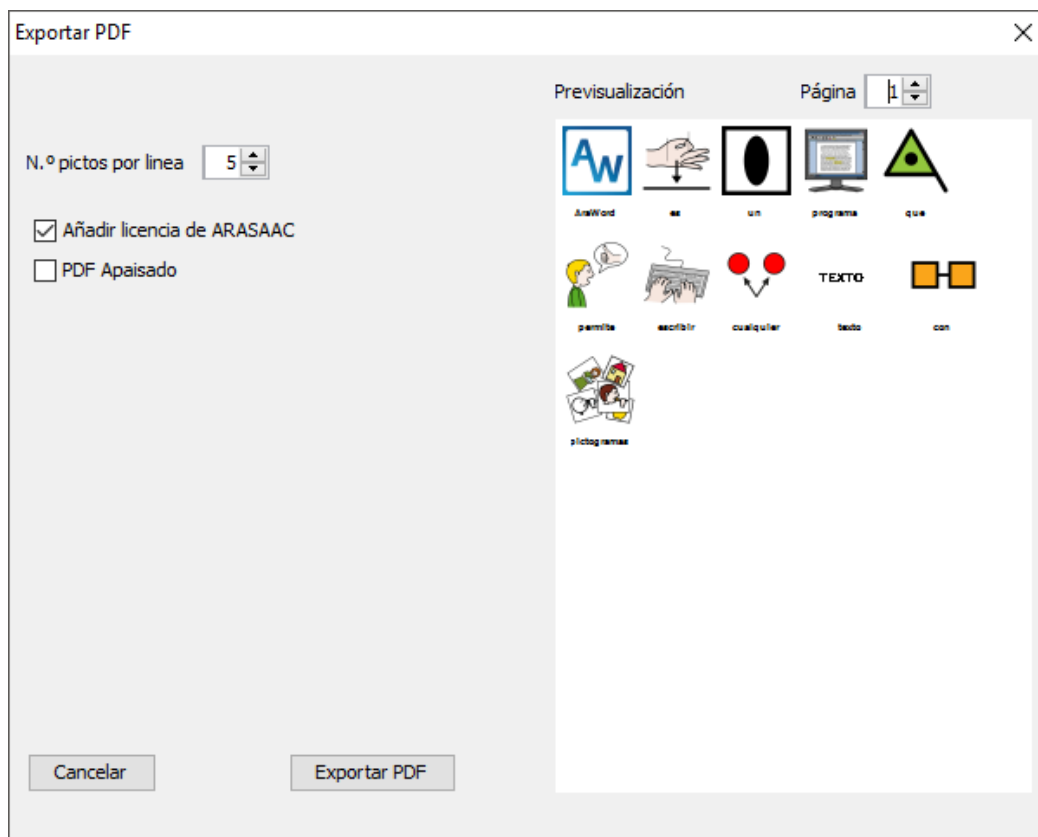 Exportar PDF
Previsualización
Página 1
N.º pictos por linea 5
Añadir licencia de ARASAAC
PDF Apaisado
AW
AraWord es un programa que
TEXTO
permite escribir cualquier texto con
pictogramas
Cancelar
Exportar PDF